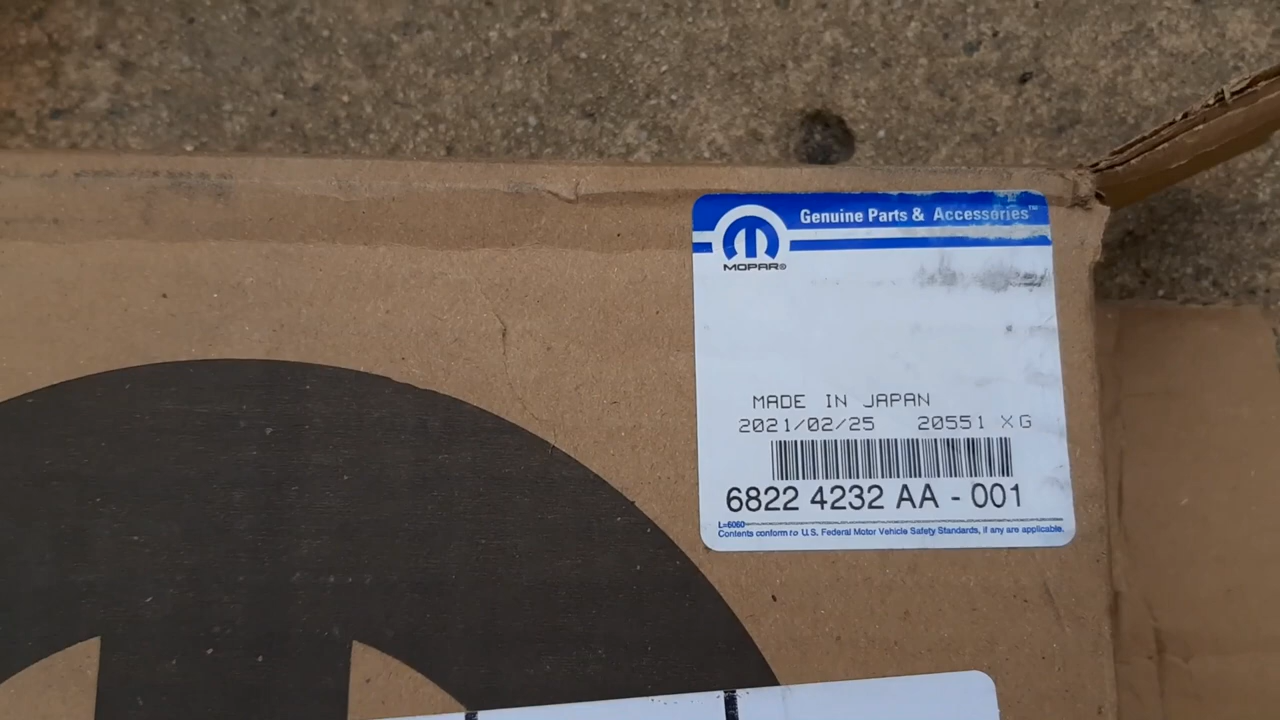 Genuine Parts & Accessories™
MOPAR®
MADE IN JAPAN
2021/02/25 20551 XG
6822 4232 AA - 001
L=6060
Contents conform to U.S. Federal Motor Vehicle Safety Standards, if any are applicable.